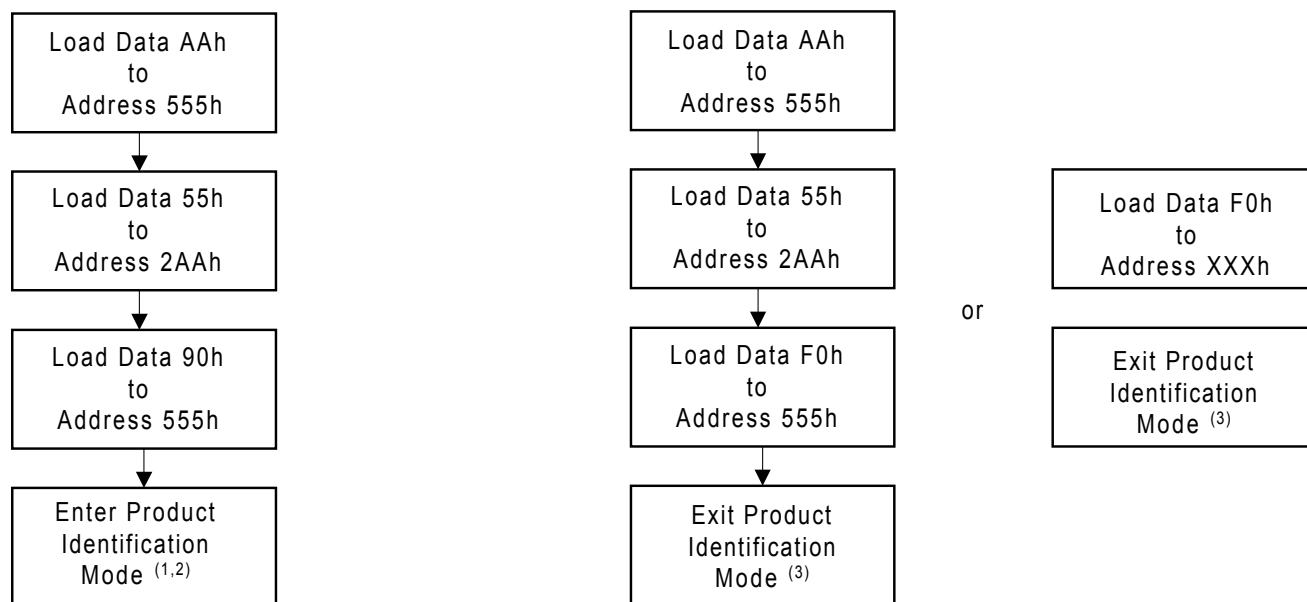 Load Data AAh
to
Address 555h
Load Data 55h
to
Address 2AAh
Load Data 90h
to
Address 555h
Enter Product
Identification
Mode (1,2)
Load Data AAh
to
Address 555h
Load Data 55h
to
Address 2AAh
Load Data F0h
to
Address 555h
Exit Product
Identification
Mode (3)
or
Load Data F0h
to
Address XXXh
Exit Product
Identification
Mode (3)